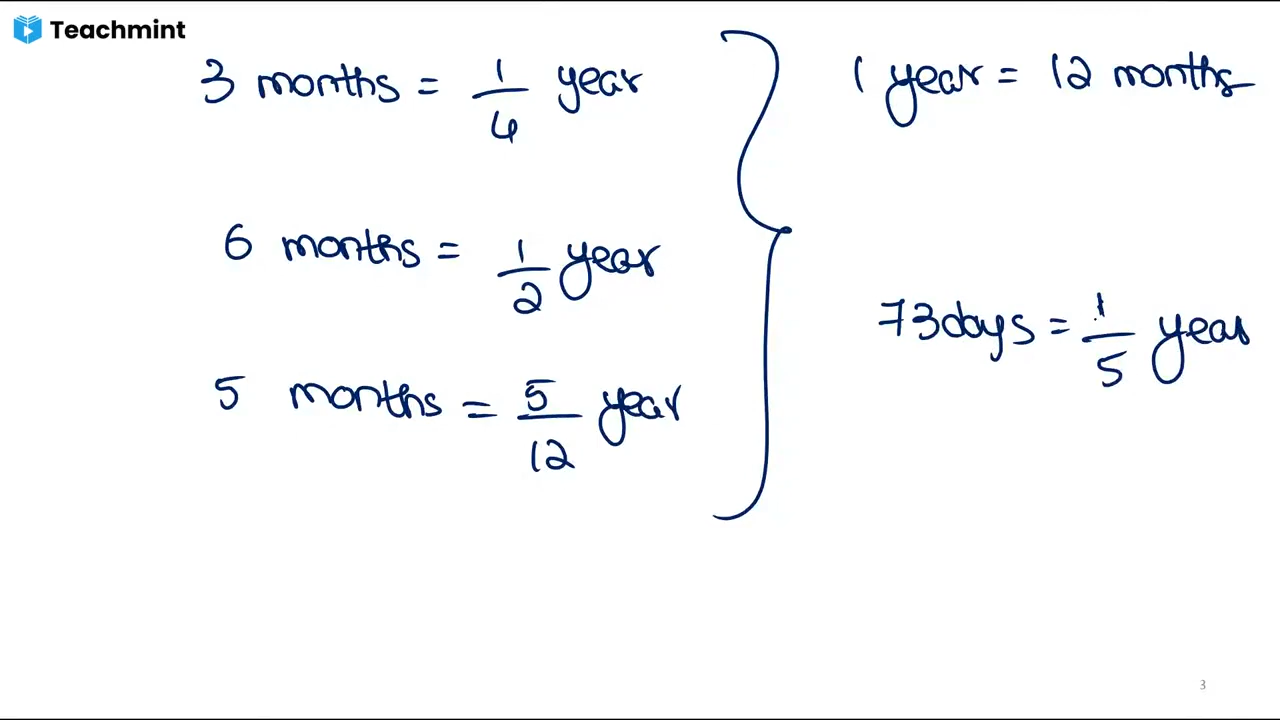 Teachmint
3 months = 1/4 year
6 months = 1/2 year
5 months = 5/12 year
1 year = 12 months
73 days = 1/5 year
3